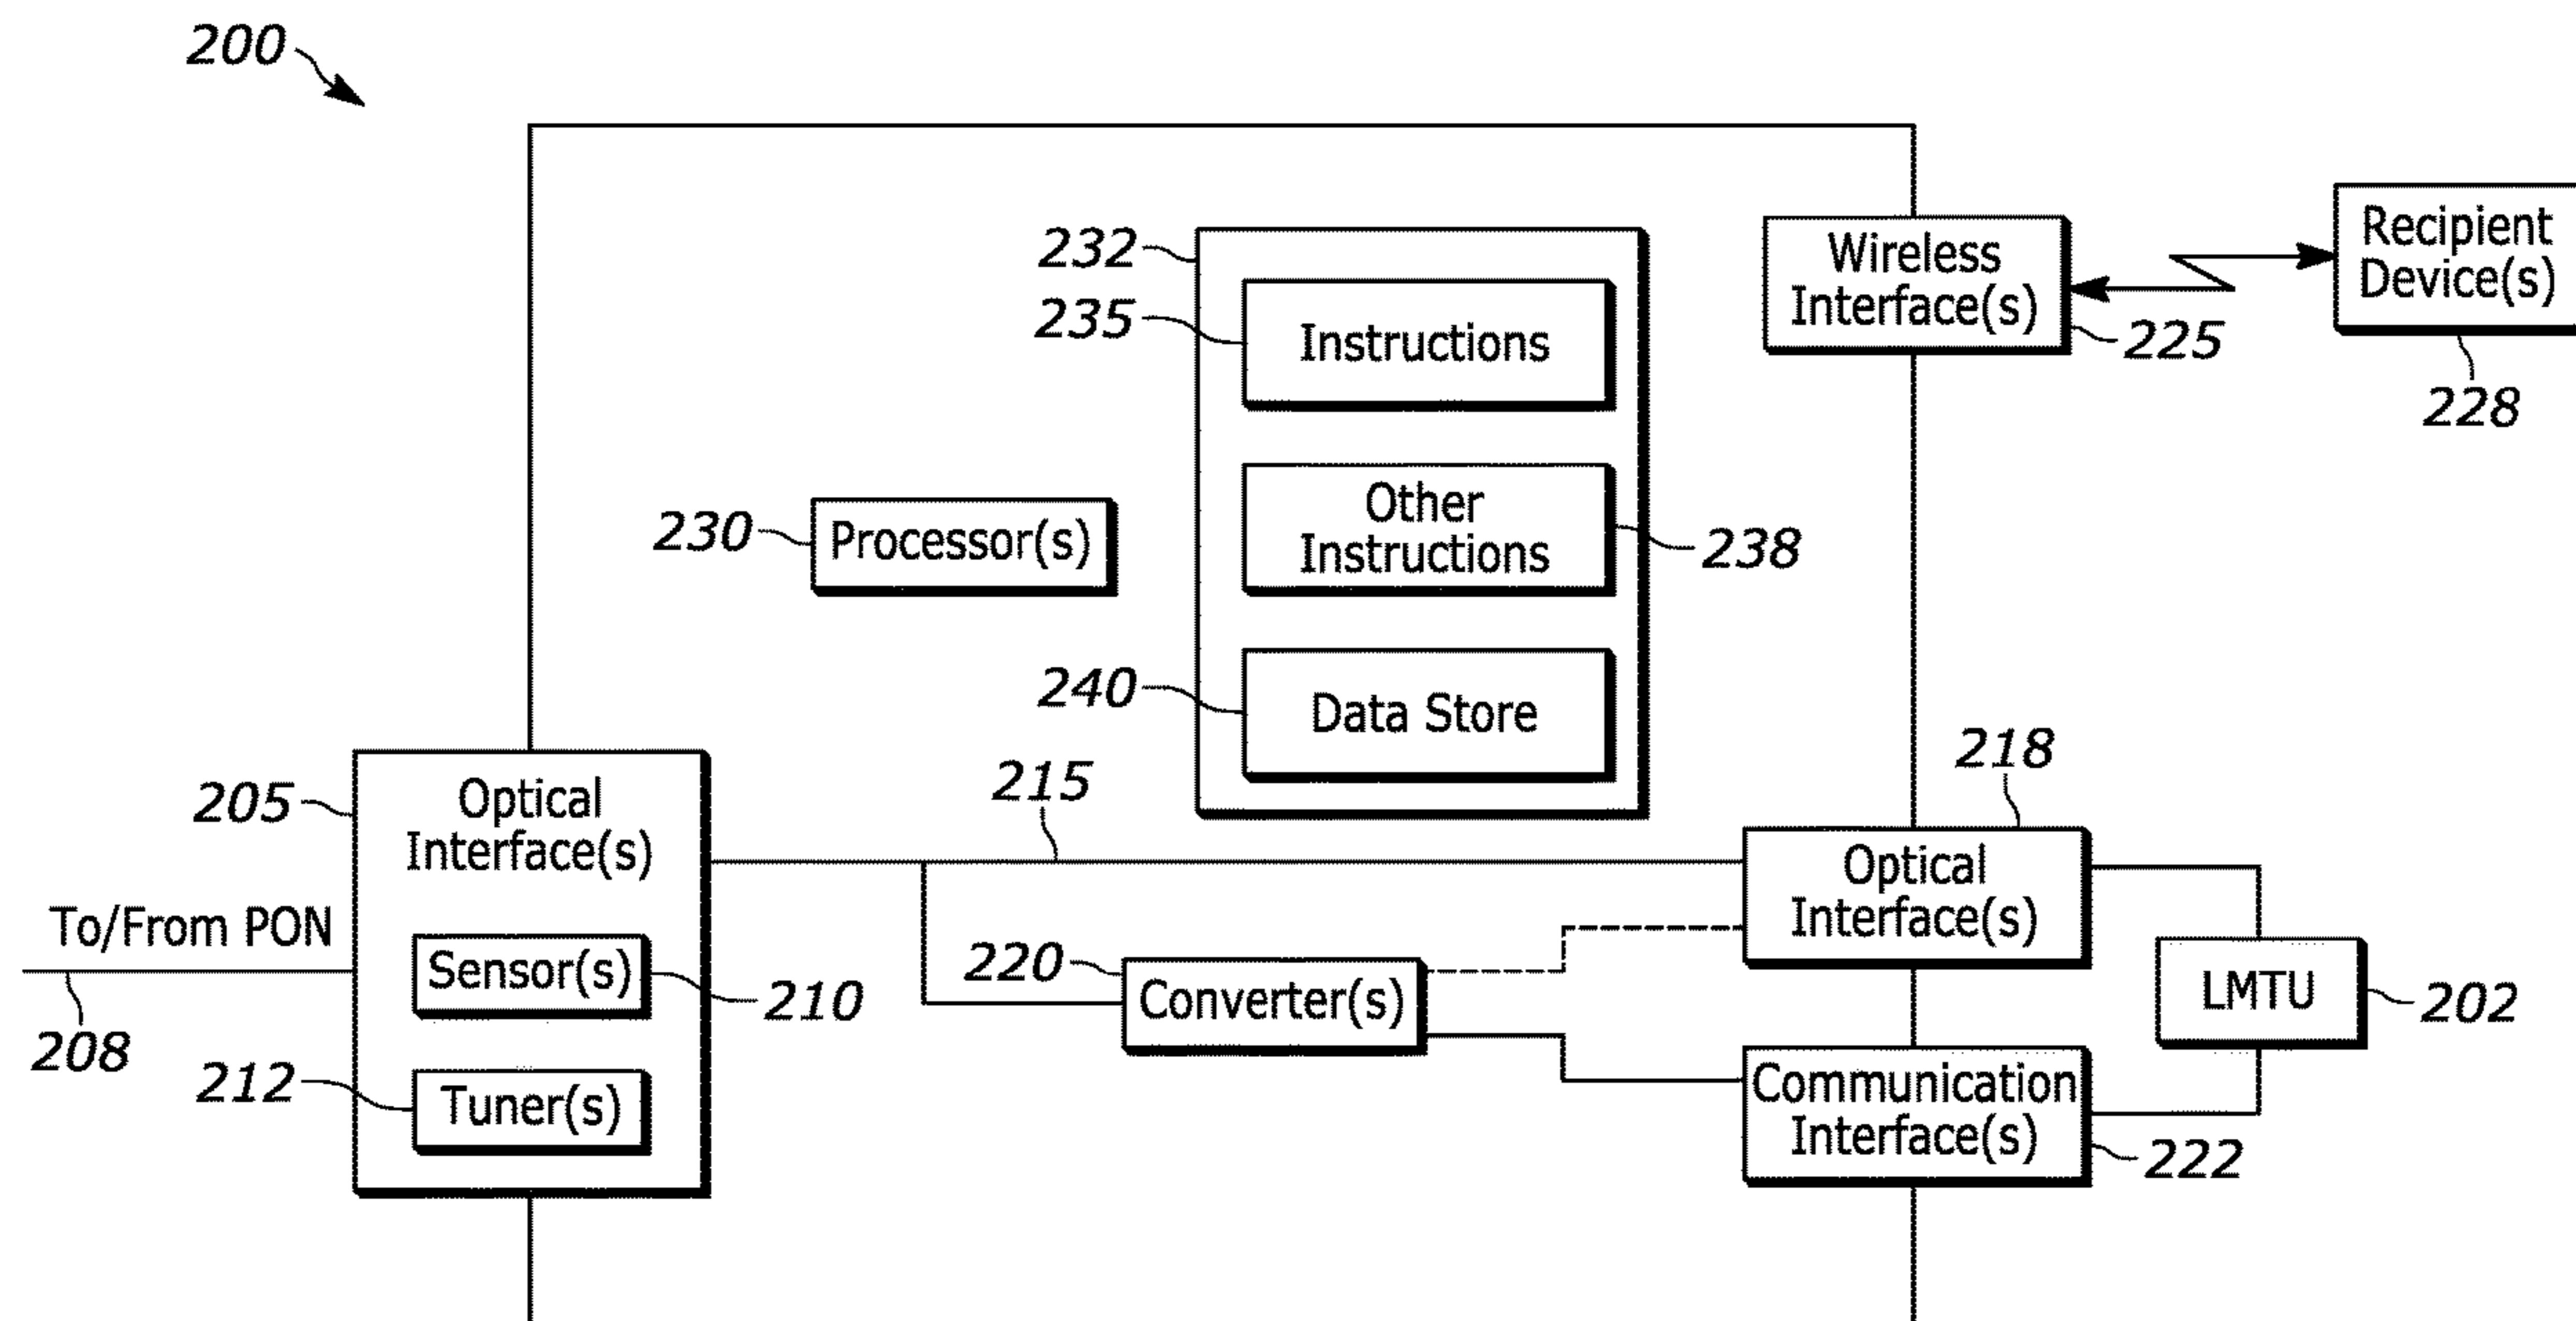 200
232
235
Instructions
Wireless
Interface(s)
225
Recipient
Device(s)
228
230
Processor(s)
Other
Instructions
238
240
Data Store
205
Optical
Interface(s)
215
218
Optical
Interface(s)
To/From PON
208
Sensor(s)
210
212
Tuner(s)
220
Converter(s)
LMTU
202
Communication
Interface(s)
222